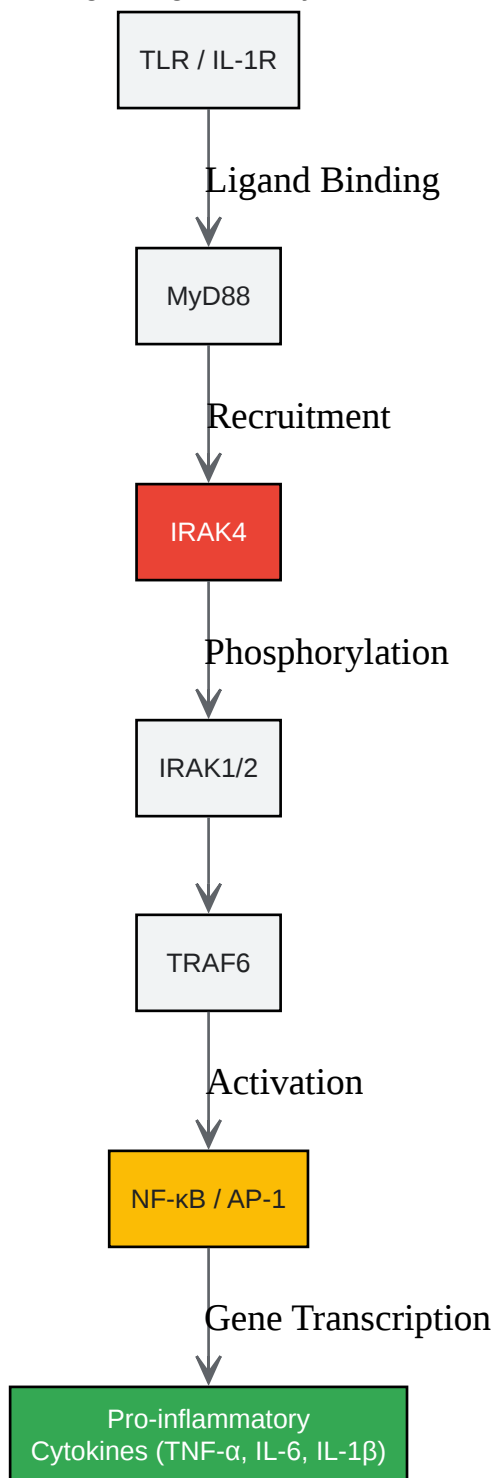 TLR / IL-1R
Ligand Binding
MyD88
Recruitment
IRAK4
Phosphorylation
IRAK1/2
TRAF6
Activation
NF-κB / AP-1
Gene Transcription
Pro-inflammatory
Cytokines (TNF-α, IL-6, IL-1β)